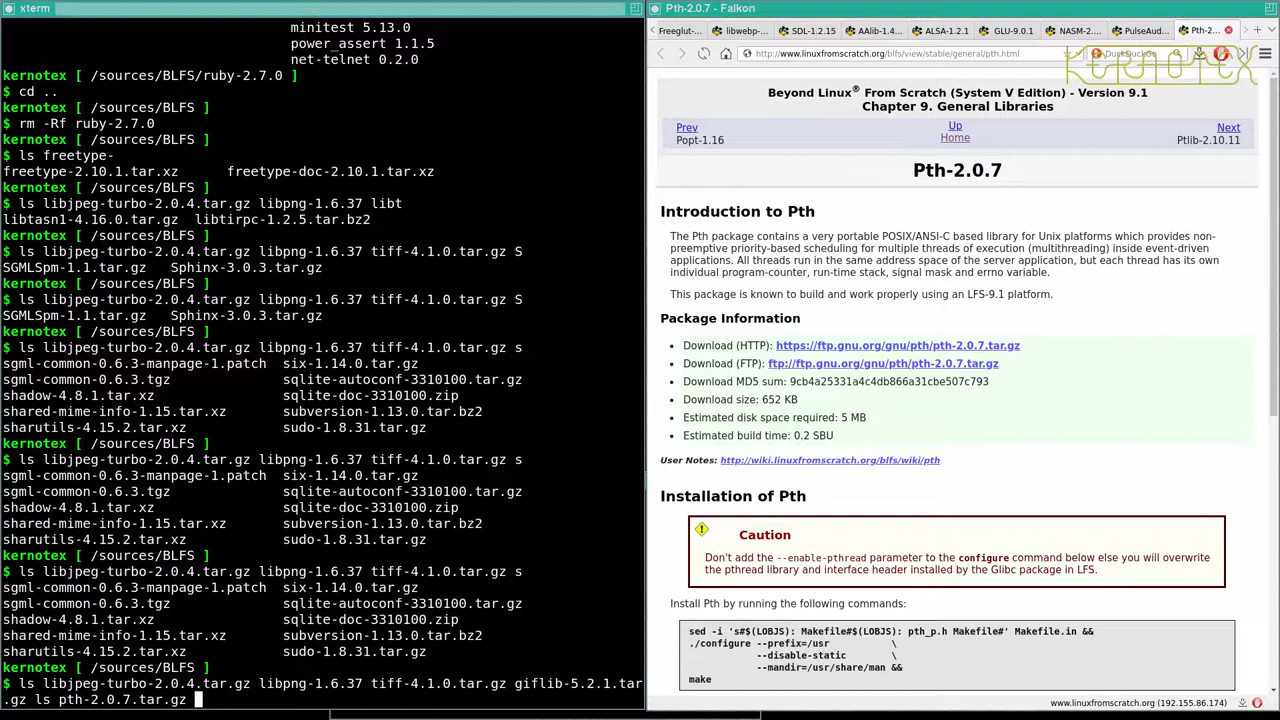 xterm
minitest 5.13.0
power_assert 1.1.5
net-telnet 0.2.0
kernotex [ /sources/BLFS/ruby-2.7.0 ]
$ cd ..
kernotex [ /sources/BLFS ]
$ rm -Rf ruby-2.7.0
kernotex [ /sources/BLFS ]
$ ls freetype-
freetype-2.10.1.tar.xz freetype-doc-2.10.1.tar.xz
kernotex [ /sources/BLFS ]
$ ls libjpeg-turbo-2.0.4.tar.gz libpng-1.6.37 libt
libtasn1-4.16.0.tar.gz libtirpc-1.2.5.tar.bz2
kernotex [ /sources/BLFS ]
$ ls libjpeg-turbo-2.0.4.tar.gz libpng-1.6.37 tiff-4.1.0.tar.gz S
SGMLSpm-1.1.tar.gz Sphinx-3.0.3.tar.gz
kernotex [ /sources/BLFS ]
$ ls libjpeg-turbo-2.0.4.tar.gz libpng-1.6.37 tiff-4.1.0.tar.gz S
SGMLSpm-1.1.tar.gz Sphinx-3.0.3.tar.gz
kernotex [ /sources/BLFS ]
$ ls libjpeg-turbo-2.0.4.tar.gz libpng-1.6.37 tiff-4.1.0.tar.gz s
sgml-common-0.6.3-manpage-1.patch six-1.14.0.tar.gz
sgml-common-0.6.3.tgz sqlite-autoconf-3310100.tar.gz
shadow-4.8.1.tar.xz sqlite-doc-3310100.zip
shared-mime-info-1.15.tar.xz subversion-1.13.0.tar.bz2
sharutils-4.15.2.tar.xz sudo-1.8.31.tar.gz
kernotex [ /sources/BLFS ]
$ ls libjpeg-turbo-2.0.4.tar.gz libpng-1.6.37 tiff-4.1.0.tar.gz s
sgml-common-0.6.3-manpage-1.patch six-1.14.0.tar.gz
sgml-common-0.6.3.tgz sqlite-autoconf-3310100.tar.gz
shadow-4.8.1.tar.xz sqlite-doc-3310100.zip
shared-mime-info-1.15.tar.xz subversion-1.13.0.tar.bz2
sharutils-4.15.2.tar.xz sudo-1.8.31.tar.gz
kernotex [ /sources/BLFS ]
$ ls libjpeg-turbo-2.0.4.tar.gz libpng-1.6.37 tiff-4.1.0.tar.gz s
sgml-common-0.6.3-manpage-1.patch six-1.14.0.tar.gz
sgml-common-0.6.3.tgz sqlite-autoconf-3310100.tar.gz
shadow-4.8.1.tar.xz sqlite-doc-3310100.zip
shared-mime-info-1.15.tar.xz subversion-1.13.0.tar.bz2
sharutils-4.15.2.tar.xz sudo-1.8.31.tar.gz
kernotex [ /sources/BLFS ]
$ ls libjpeg-turbo-2.0.4.tar.gz libpng-1.6.37 tiff-4.1.0.tar.gz giflib-5.2.1.tar
.gz ls pth-2.0.7.tar.gz
Pth-2.0.7 - Falkon
Freeglut-... libwebp-... SDL-1.2.15 AAlib-1.4... ALSA-1.2.1 GLU-9.0.1 NASM-2.... PulseAud... Pth-2...
http://www.linuxfromscratch.org/blfs/view/stable/general/pth.html DuckDuckGo
KERNOTEX
Beyond Linux® From Scratch (System V Edition) - Version 9.1
Chapter 9. General Libraries
Prev Up Next
Popt-1.16 Home Ptlib-2.10.11
Pth-2.0.7
Introduction to Pth
The Pth package contains a very portable POSIX/ANSI-C based library for Unix platforms which provides non-
preemptive priority-based scheduling for multiple threads of execution (multithreading) inside event-driven
applications. All threads run in the same address space of the server application, but each thread has its own
individual program-counter, run-time stack, signal mask and errno variable.
This package is known to build and work properly using an LFS-9.1 platform.
Package Information
• Download (HTTP): https://ftp.gnu.org/gnu/pth/pth-2.0.7.tar.gz
• Download (FTP): ftp://ftp.gnu.org/gnu/pth/pth-2.0.7.tar.gz
• Download MD5 sum: 9cb4a25331a4c4db866a31cbe507c793
• Download size: 652 KB
• Estimated disk space required: 5 MB
• Estimated build time: 0.2 SBU
User Notes: http://wiki.linuxfromscratch.org/blfs/wiki/pth
Installation of Pth
Caution
Don't add the --enable-pthread parameter to the configure command below else you will overwrite
the pthread library and interface header installed by the Glibc package in LFS.
Install Pth by running the following commands:
sed -i 's#$(LOBJS): Makefile#$(LOBJS): pth_p.h Makefile#' Makefile.in &&
./configure --prefix=/usr \
--disable-static \
--mandir=/usr/share/man &&
make
www.linuxfromscratch.org (192.155.86.174)